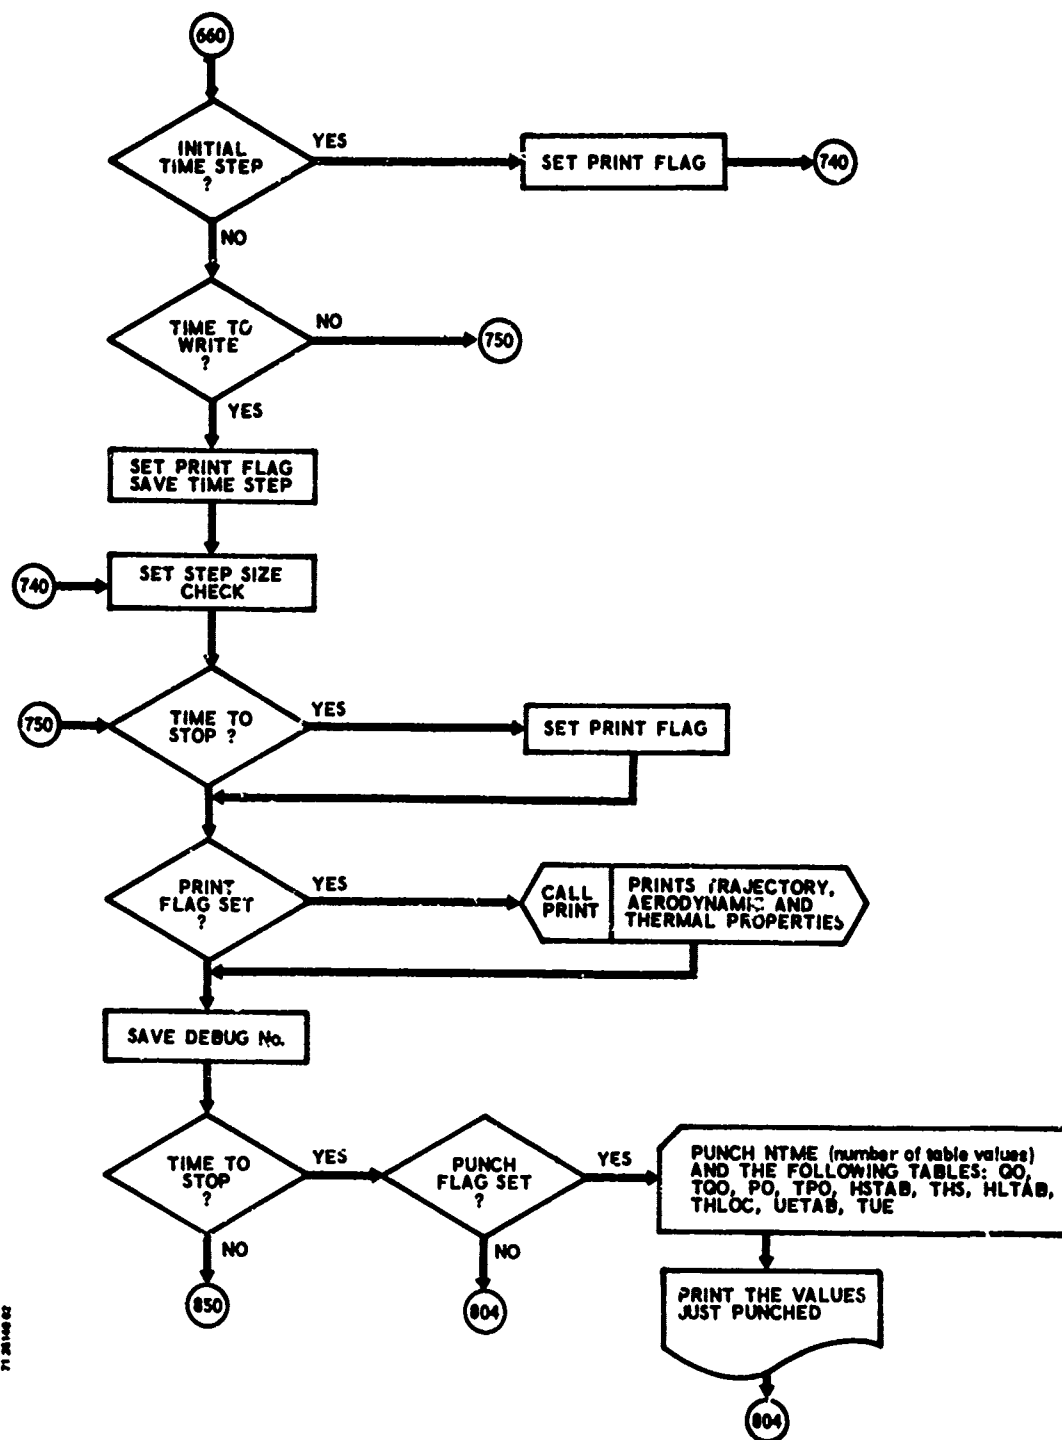 660
INITIAL
TIME STEP
?
YES
SET PRINT FLAG
740
NO
TIME TO
WRITE
?
NO
750
YES
SET PRINT FLAG
SAVE TIME STEP
740
SET STEP SIZE
CHECK
750
TIME TO
STOP ?
YES
SET PRINT FLAG
PRINT
FLAG SET
?
YES
CALL
PRINT
PRINTS TRAJECTORY,
AERODYNAMIC AND
THERMAL PROPERTIES
SAVE DEBUG No.
TIME TO
STOP
?
YES
PUNCH
FLAG SET
?
YES
PUNCH NTME (number of table values)
AND THE FOLLOWING TABLES: QO,
TQO, PO, TPO, HSTAB, THS, HLTAB,
THLOC, UETAB, TUE
NO
850
NO
804
PRINT THE VALUES
JUST PUNCHED
804